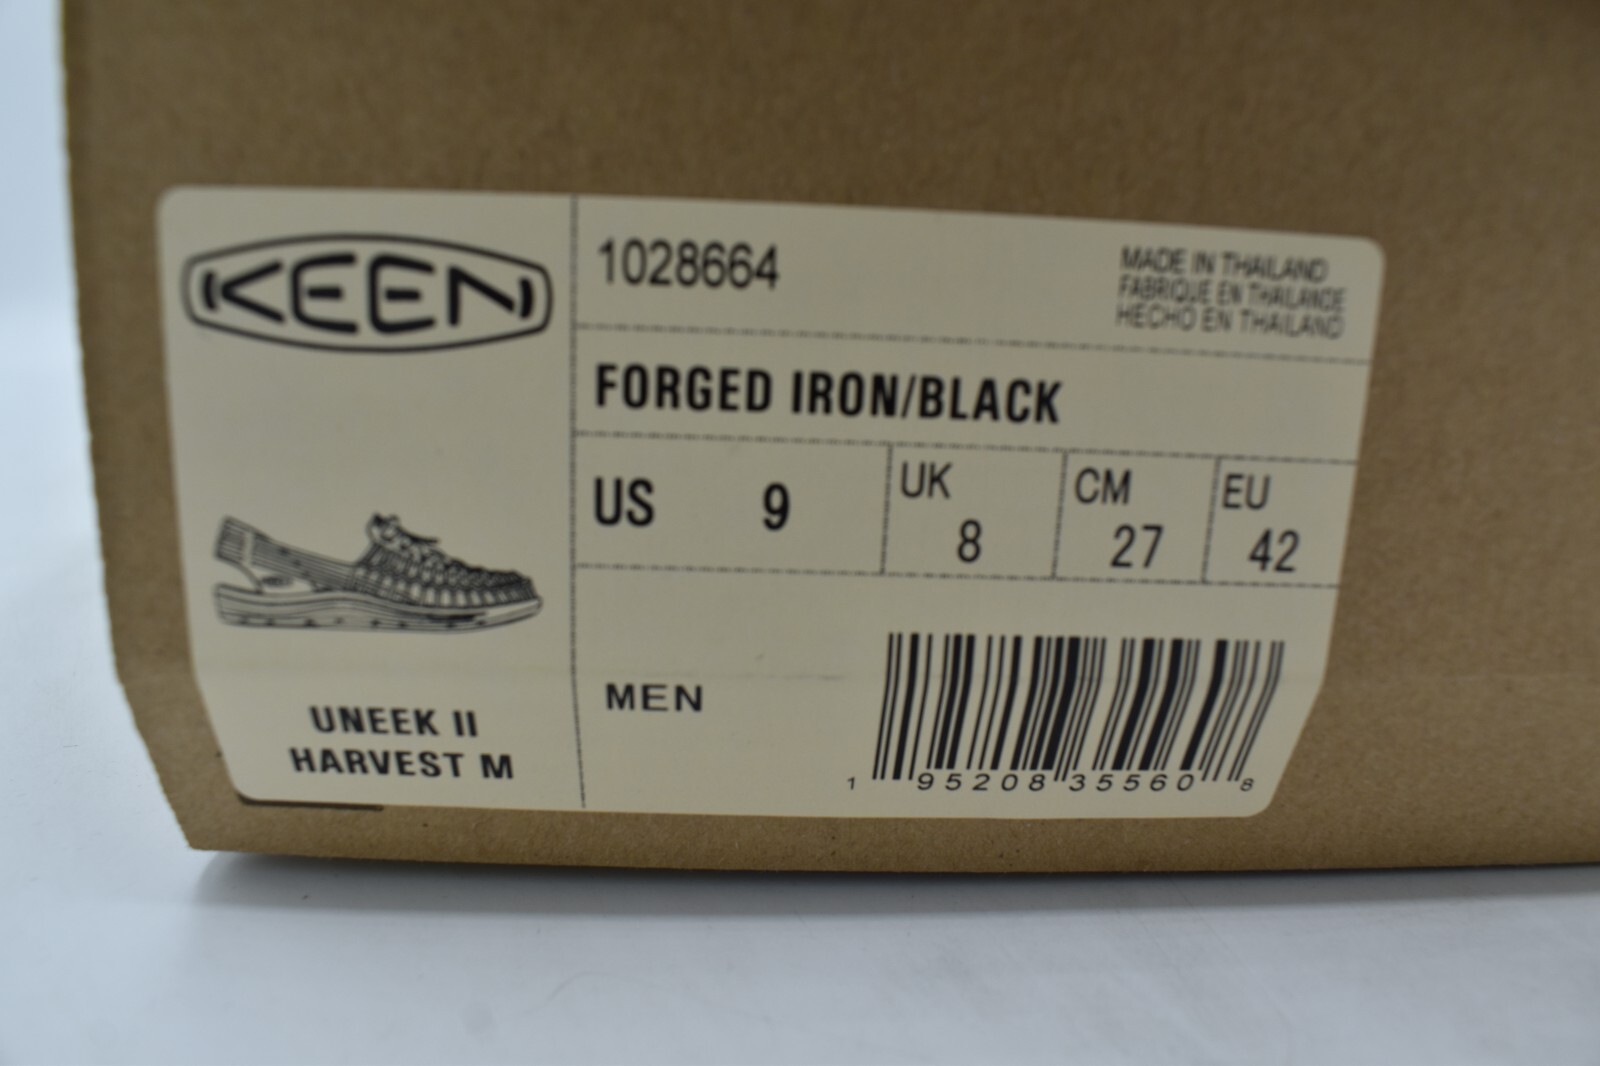 KEEN
UNEEK II
HARVEST M
1028664
MADE IN THAILAND
FABRIQUE EN THAILANDE
HECHO EN THAILAND
FORGED IRON/BLACK
US 9
UK 8
CM 27
EU 42
MEN
1 95208 35560 8